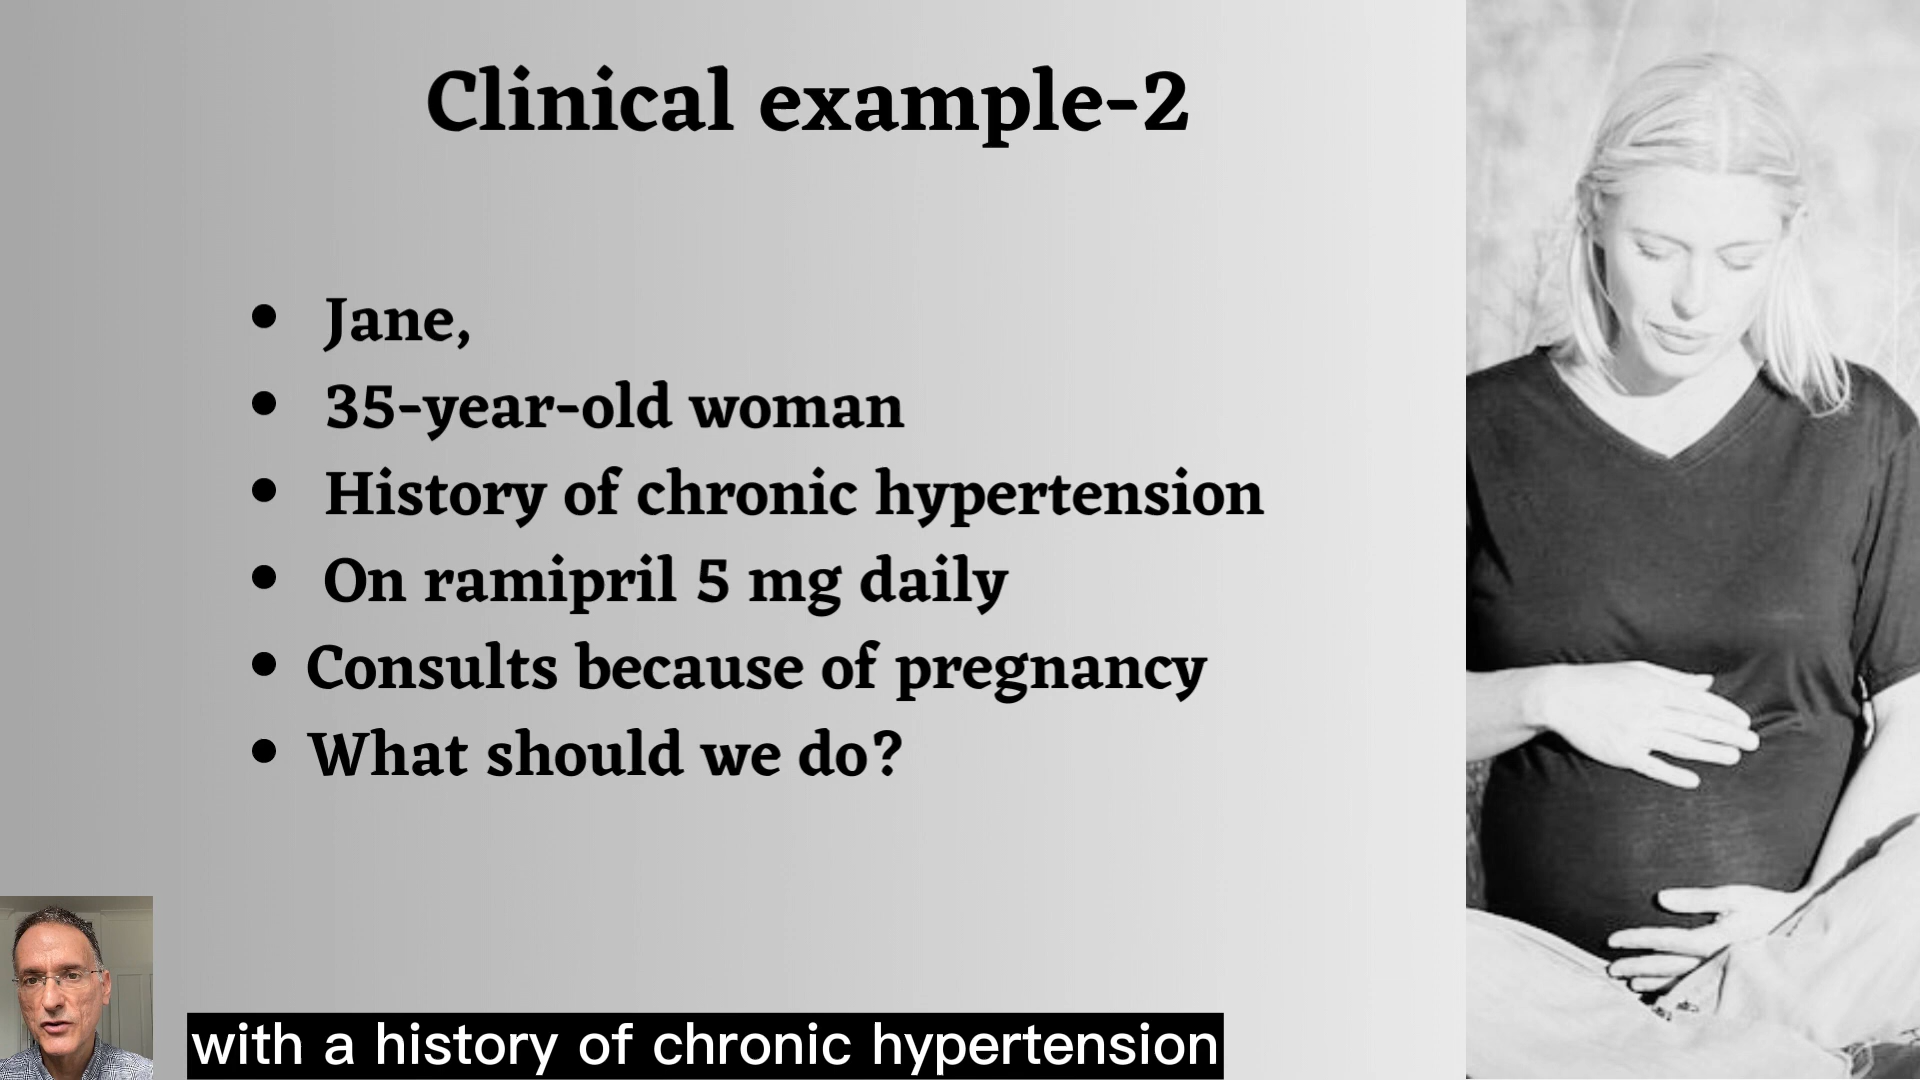 Clinical example-2
Jane,
35-year-old woman
History of chronic hypertension
On ramipril 5 mg daily
Consults because of pregnancy
What should we do?
with a history of chronic hypertension